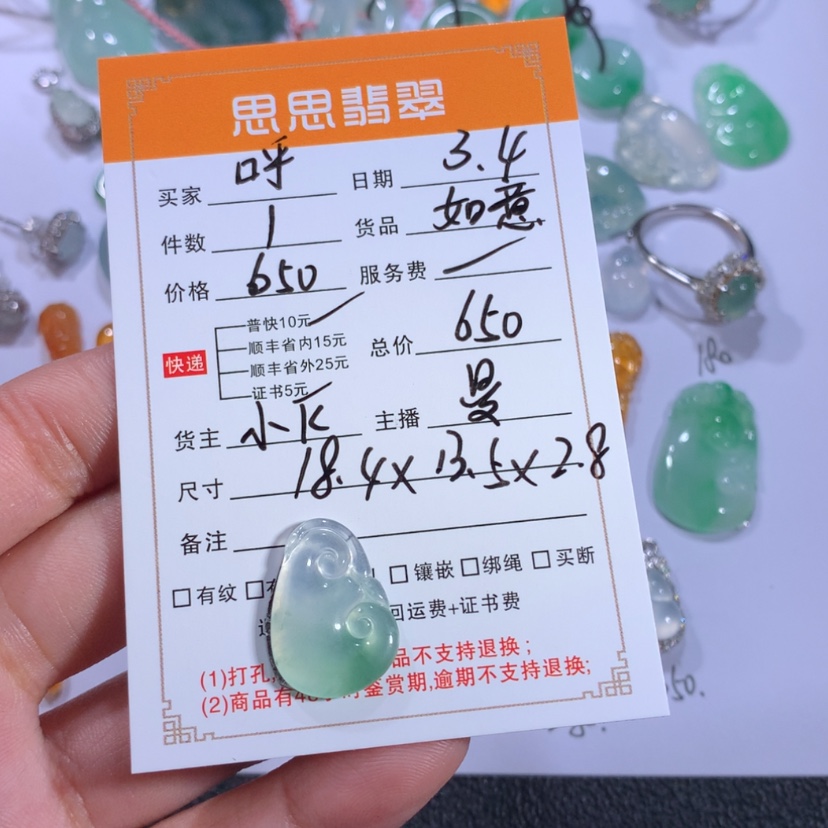 思思翡翠
买家 呼 日期 3.4
件数 1 货品 如意
价格 650 服务费
快递
普快10元
顺丰省内15元
顺丰省外25元
证书5元
总价 650
货主 小K 主播 曼
尺寸 18.4×13.5×2.8
备注
□有纹 □ □镶嵌 □绑绳 □买断
回运费+证书费
(1)打孔 品不支持退换；
(2)商品有 鉴赏期,逾期不支持退换;
180